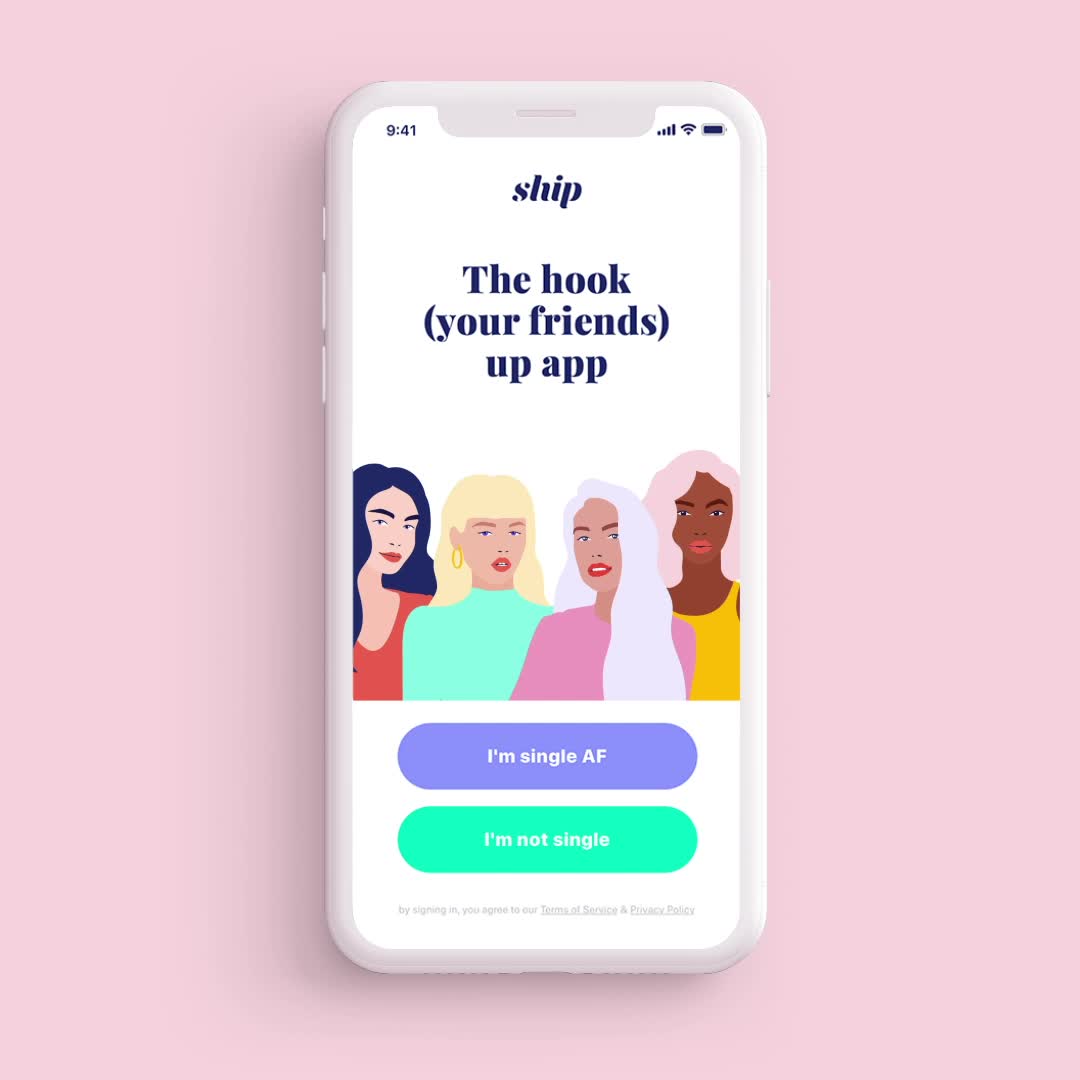 9:41
ship
The hook
(your friends)
up app
I'm single AF
I'm not single
by signing in, you agree to our Terms of Service & Privacy Policy